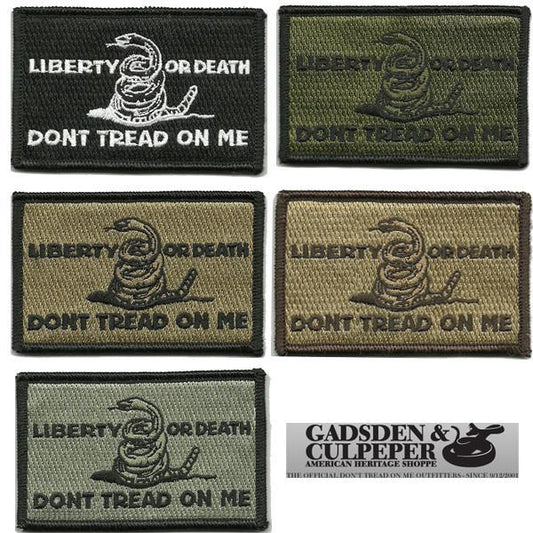 LIBERTY OR DEATH
DONT TREAD ON ME
LIBERTY OR DEATH
DONT TREAD ON ME
LIBERTY OR DEATH
DONT TREAD ON ME
LIBERTY OR DEATH
DONT TREAD ON ME
LIBERTY OR DEATH
DONT TREAD ON ME
GADSDEN &
CULPEPER
AMERICAN HERITAGE SHOPPE
THE OFFICIAL DON'T TREAD ON ME OUTFITTERS - SINCE 9/12/2001